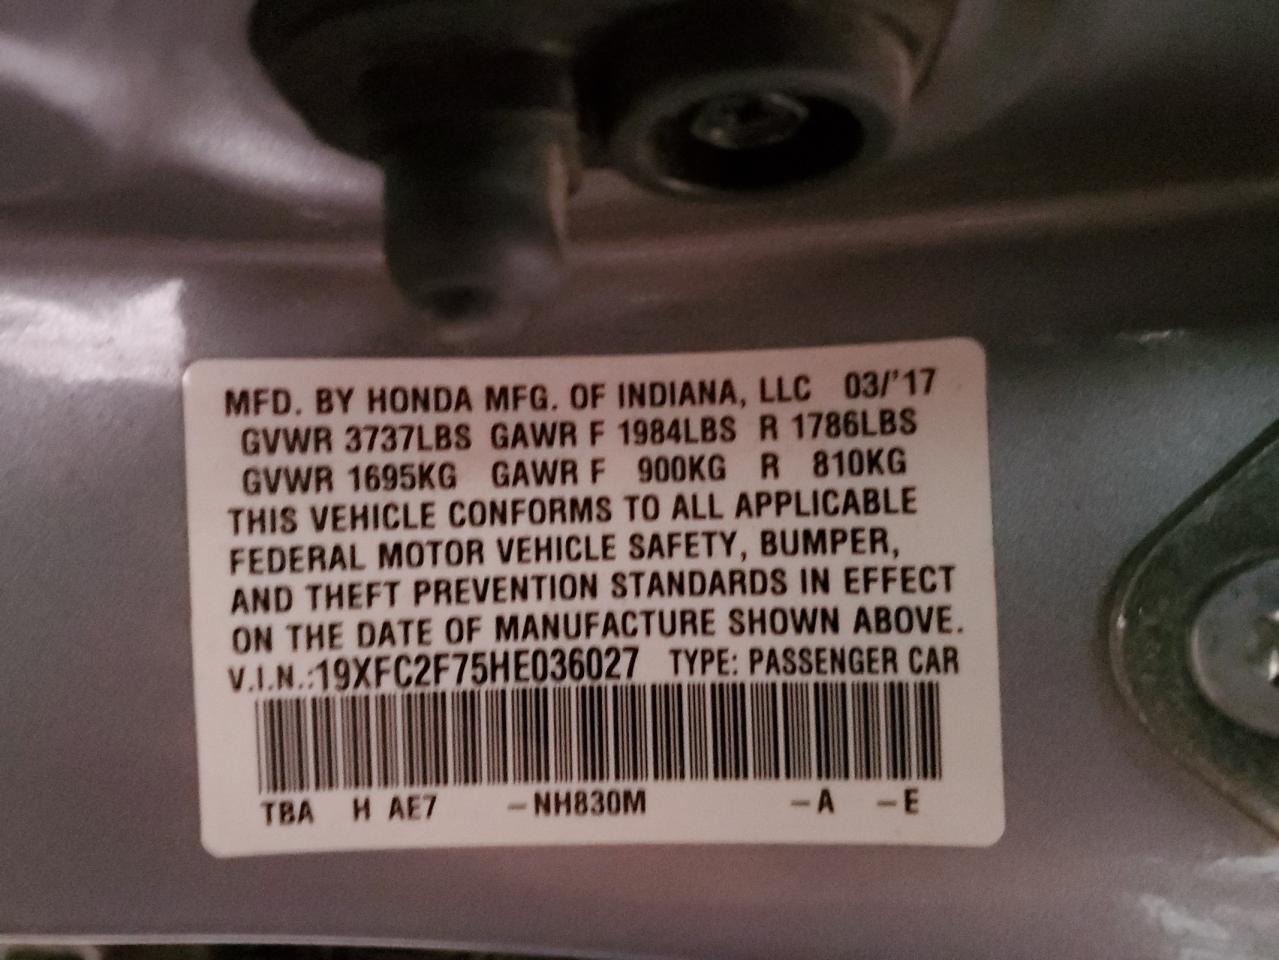 MFD. BY HONDA MFG. OF INDIANA, LLC 03/'17
GVWR 3737LBS GAWR F 1984LBS R 1786LBS
GVWR 1695KG GAWR F 900KG R 810KG
THIS VEHICLE CONFORMS TO ALL APPLICABLE
FEDERAL MOTOR VEHICLE SAFETY, BUMPER,
AND THEFT PREVENTION STANDARDS IN EFFECT
ON THE DATE OF MANUFACTURE SHOWN ABOVE.
V.I.N.:19XFC2F75HE036027 TYPE: PASSENGER CAR
TBA H AE7 –NH830M –A –E